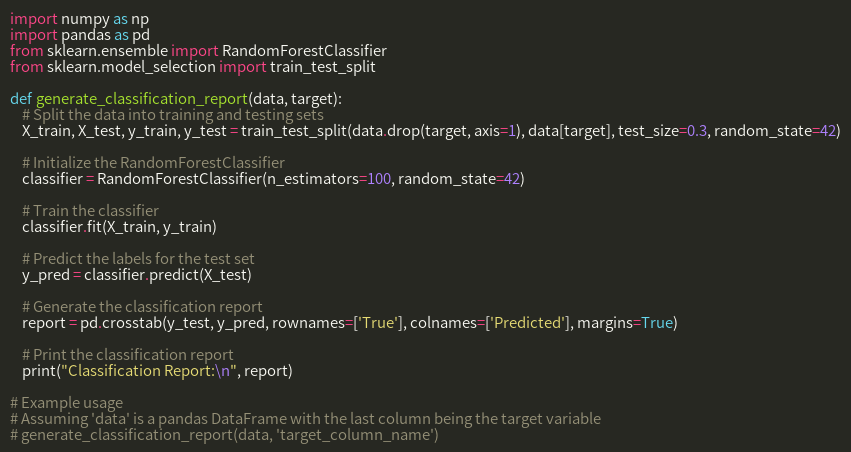 import numpy as np
import pandas as pd
from sklearn.ensemble import RandomForestClassifier
from sklearn.model_selection import train_test_split
def generate_classification_report(data, target):
# Split the data into training and testing sets
X_train, X_test, y_train, y_test = train_test_split(data.drop(target, axis=1), data[target], test_size=0.3, random_state=42)
# Initialize the RandomForestClassifier
classifier = RandomForestClassifier(n_estimators=100, random_state=42)
# Train the classifier
classifier.fit(X_train, y_train)
# Predict the labels for the test set
y_pred = classifier.predict(X_test)
# Generate the classification report
report = pd.crosstab(y_test, y_pred, rownames=['True'], colnames=['Predicted'], margins=True)
# Print the classification report
print("Classification Report:\n", report)
# Example usage
# Assuming 'data' is a pandas DataFrame with the last column being the target variable
# generate_classification_report(data, 'target_column_name')